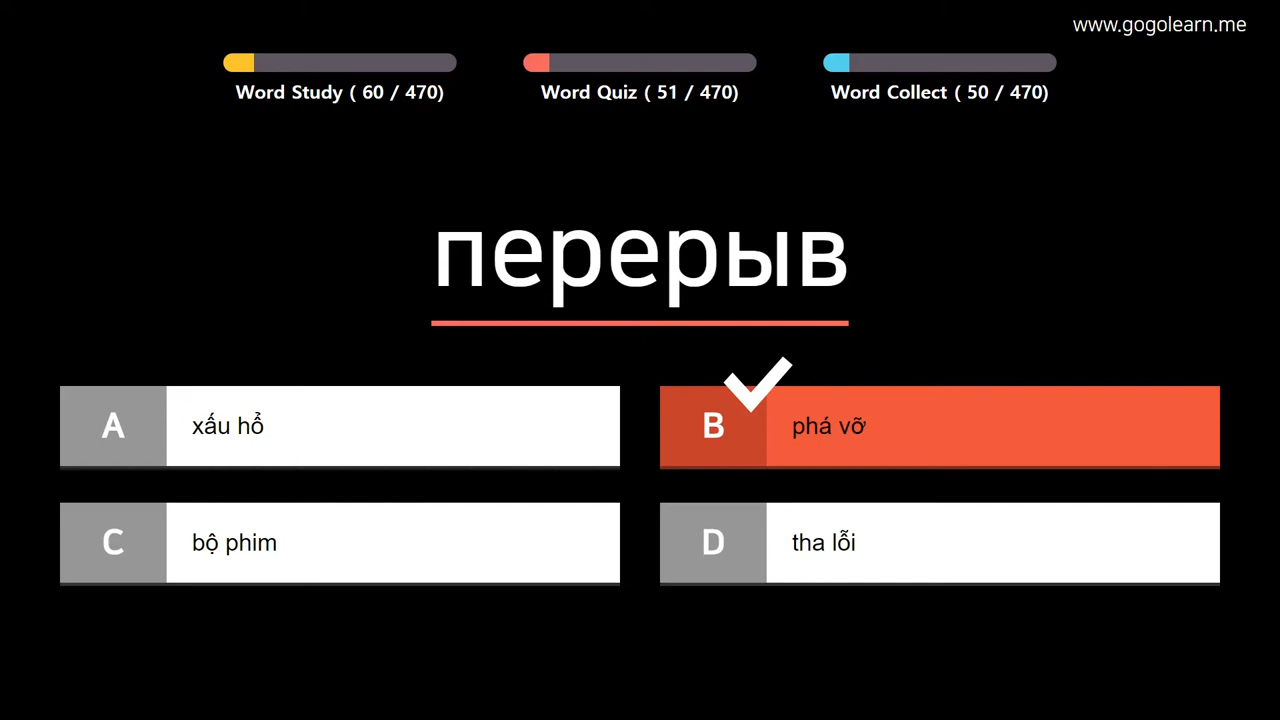 www.gogolearn.me
Word Study ( 60 / 470)
Word Quiz ( 51 / 470)
Word Collect ( 50 / 470)
перерыв
A xấu hổ
B phá vỡ
C bộ phim
D tha lỗi